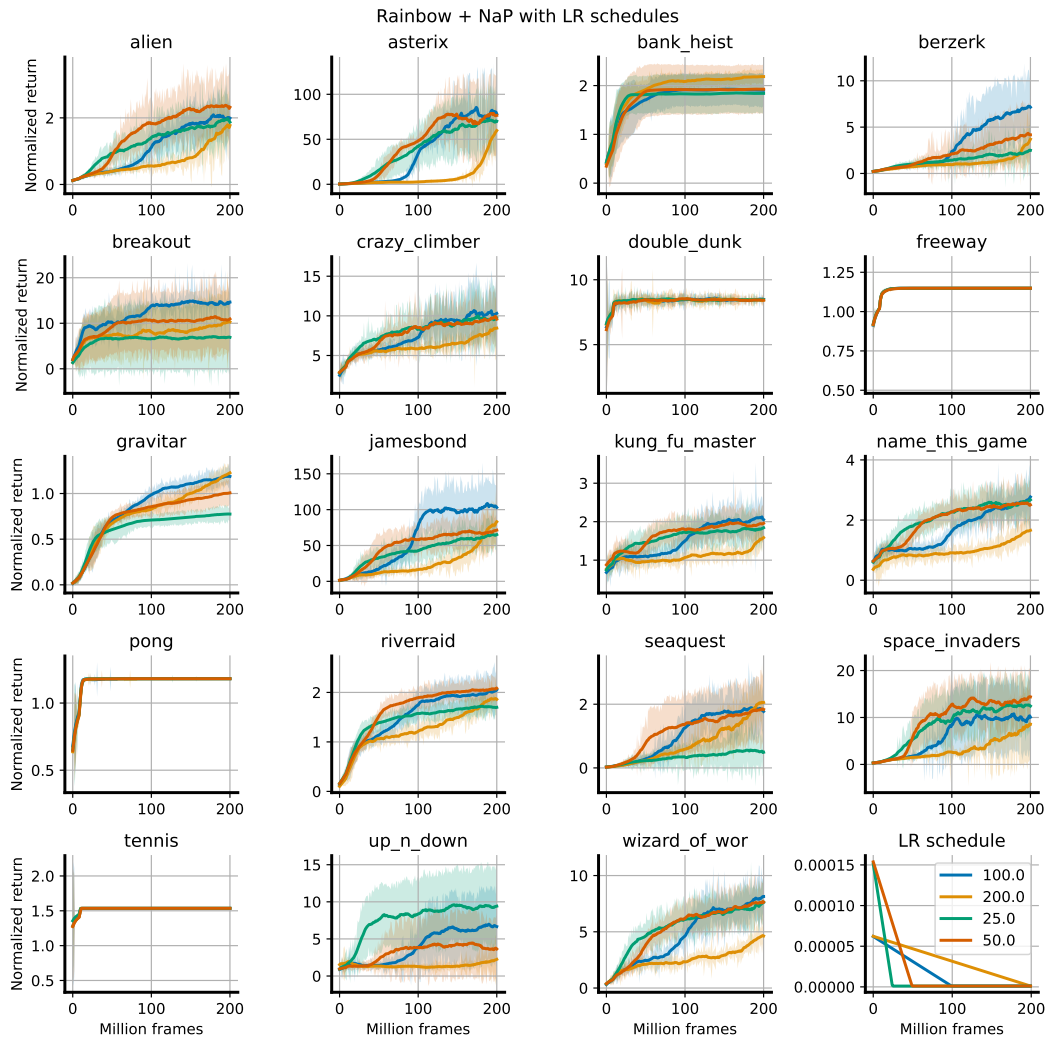 Rainbow + NaP with LR schedules
alien
asterix
bank_heist
berzerk
Normalized return
0
2
0 100 200
0
50
100
0 100 200
0
1
2
0 100 200
0
5
10
0 100 200
breakout
crazy_climber
double_dunk
freeway
Normalized return
0
10
20
0 100 200
5
10
15
0 100 200
5
10
0 100 200
0.50
0.75
1.00
1.25
0 100 200
gravitar
jamesbond
kung_fu_master
name_this_game
Normalized return
0.0
0.5
1.0
0 100 200
0
50
100
150
0 100 200
1
2
3
0 100 200
0
2
4
0 100 200
pong
riverraid
seaquest
space_invaders
Normalized return
0.5
1.0
0 100 200
0
1
2
0 100 200
0
2
0 100 200
0
10
20
0 100 200
tennis
up_n_down
wizard_of_wor
LR schedule
Normalized return
0.5
1.0
1.5
2.0
0 100 200
Million frames
0
5
10
15
0 100 200
Million frames
0
5
10
0 100 200
Million frames
0.00000
0.00005
0.00010
0.00015
100.0
200.0
25.0
50.0
0 100 200
Million frames